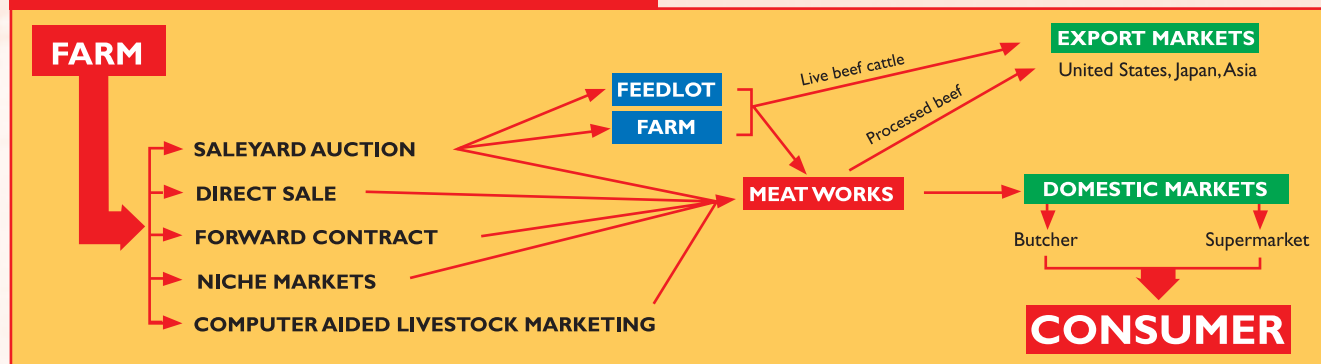 FARM
SALEYARD AUCTION
DIRECT SALE
FORWARD CONTRACT
NICHE MARKETS
COMPUTER AIDED LIVESTOCK MARKETING
FEEDLOT
FARM
Live beef cattle
Processed beef
MEAT WORKS
EXPORT MARKETS
United States, Japan, Asia
DOMESTIC MARKETS
Butcher
Supermarket
CONSUMER